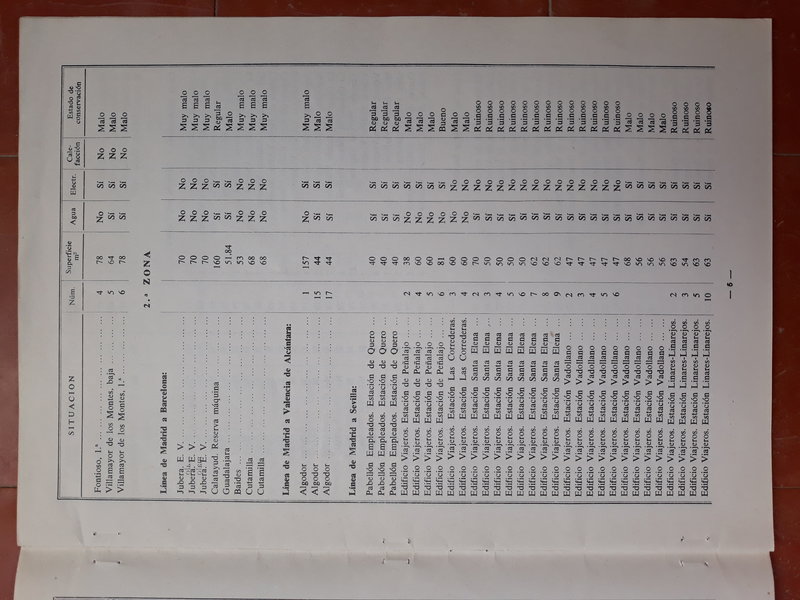 SITUACION Núm. Superficie m² Agua Electr. Cale-facción Estado de conservación
Fontioso, 1.ª ... 4 78 No Sí No Malo
Villamayor de los Montes, baja ... 5 64 Sí Sí No Malo
Villamayor de los Montes, 1.ª ... 6 78 Sí Sí No Malo
2.ª ZONA
Línea de Madrid a Barcelona:
Jubera. E. V. ... 70 No No Muy malo
Jubera. E. V. ... 70 No No Muy malo
Jubera. E. V. ... 70 No No Muy malo
Calatayud. Reserva máquina ... 160 Sí Sí Regular
Guadalajara ... 51,84 Sí Sí Malo
Baides ... 53 No No Muy malo
Cutamilla ... 68 No No Muy malo
Cutamilla ... 68 No No Muy malo
Línea de Madrid a Valencia de Alcántara:
Algodor ... 1 157 No Sí Muy malo
Algodor ... 15 44 Sí Sí Malo
Algodor ... 17 44 Sí Sí Malo
Línea de Madrid a Sevilla:
Pabellón Empleados. Estación de Quero ... 40 Sí Sí Regular
Pabellón Empleados. Estación de Quero ... 40 Sí Sí Regular
Pabellón Empleados. Estación de Quero ... 40 Sí Sí Regular
Edificio Viajeros. Estación de Peñalajo ... 2 38 No Sí Malo
Edificio Viajeros. Estación de Peñalajo ... 4 60 No No Malo
Edificio Viajeros. Estación de Peñalajo ... 5 60 No No Malo
Edificio Viajeros. Estación de Peñalajo ... 6 81 No Sí Bueno
Edificio Viajeros. Estación Las Correderas. 3 60 No No Malo
Edificio Viajeros. Estación Las Correderas. 4 60 No No Malo
Edificio Viajeros. Estación Santa Elena ... 2 70 Sí No Ruinoso
Edificio Viajeros. Estación Santa Elena ... 3 50 Sí No Ruinoso
Edificio Viajeros. Estación Santa Elena ... 4 50 Sí No Ruinoso
Edificio Viajeros. Estación Santa Elena ... 5 50 Sí No Ruinoso
Edificio Viajeros. Estación Santa Elena ... 6 50 Sí No Ruinoso
Edificio Viajeros. Estación Santa Elena ... 7 62 Sí No Ruinoso
Edificio Viajeros. Estación Santa Elena ... 8 62 Sí No Ruinoso
Edificio Viajeros. Estación Santa Elena ... 9 62 Sí No Ruinoso
Edificio Viajeros. Estación Vadollano ... 2 47 Sí No Ruinoso
Edificio Viajeros. Estación Vadollano ... 3 47 Sí No Ruinoso
Edificio Viajeros. Estación Vadollano ... 4 47 Sí No Ruinoso
Edificio Viajeros. Estación Vadollano ... 5 47 Sí No Ruinoso
Edificio Viajeros. Estación Vadollano ... 6 47 Sí No Ruinoso
Edificio Viajeros. Estación Vadollano ... 68 Sí Sí Malo
Edificio Viajeros. Estación Vadollano ... 56 Sí Sí Malo
Edificio Viajeros. Estación Vadollano ... 56 Sí Sí Malo
Edificio Viajeros. Estación Vadollano ... 56 Sí Sí Malo
Edificio Viajeros. Estación Linares-Linarejos. 2 63 Sí Sí Ruinoso
Edificio Viajeros. Estación Linares-Linarejos. 3 54 Sí Sí Ruinoso
Edificio Viajeros. Estación Linares-Linarejos. 5 63 Sí Sí Ruinoso
Edificio Viajeros. Estación Linares-Linarejos. 10 63 Sí Sí Ruinoso
— 5 —